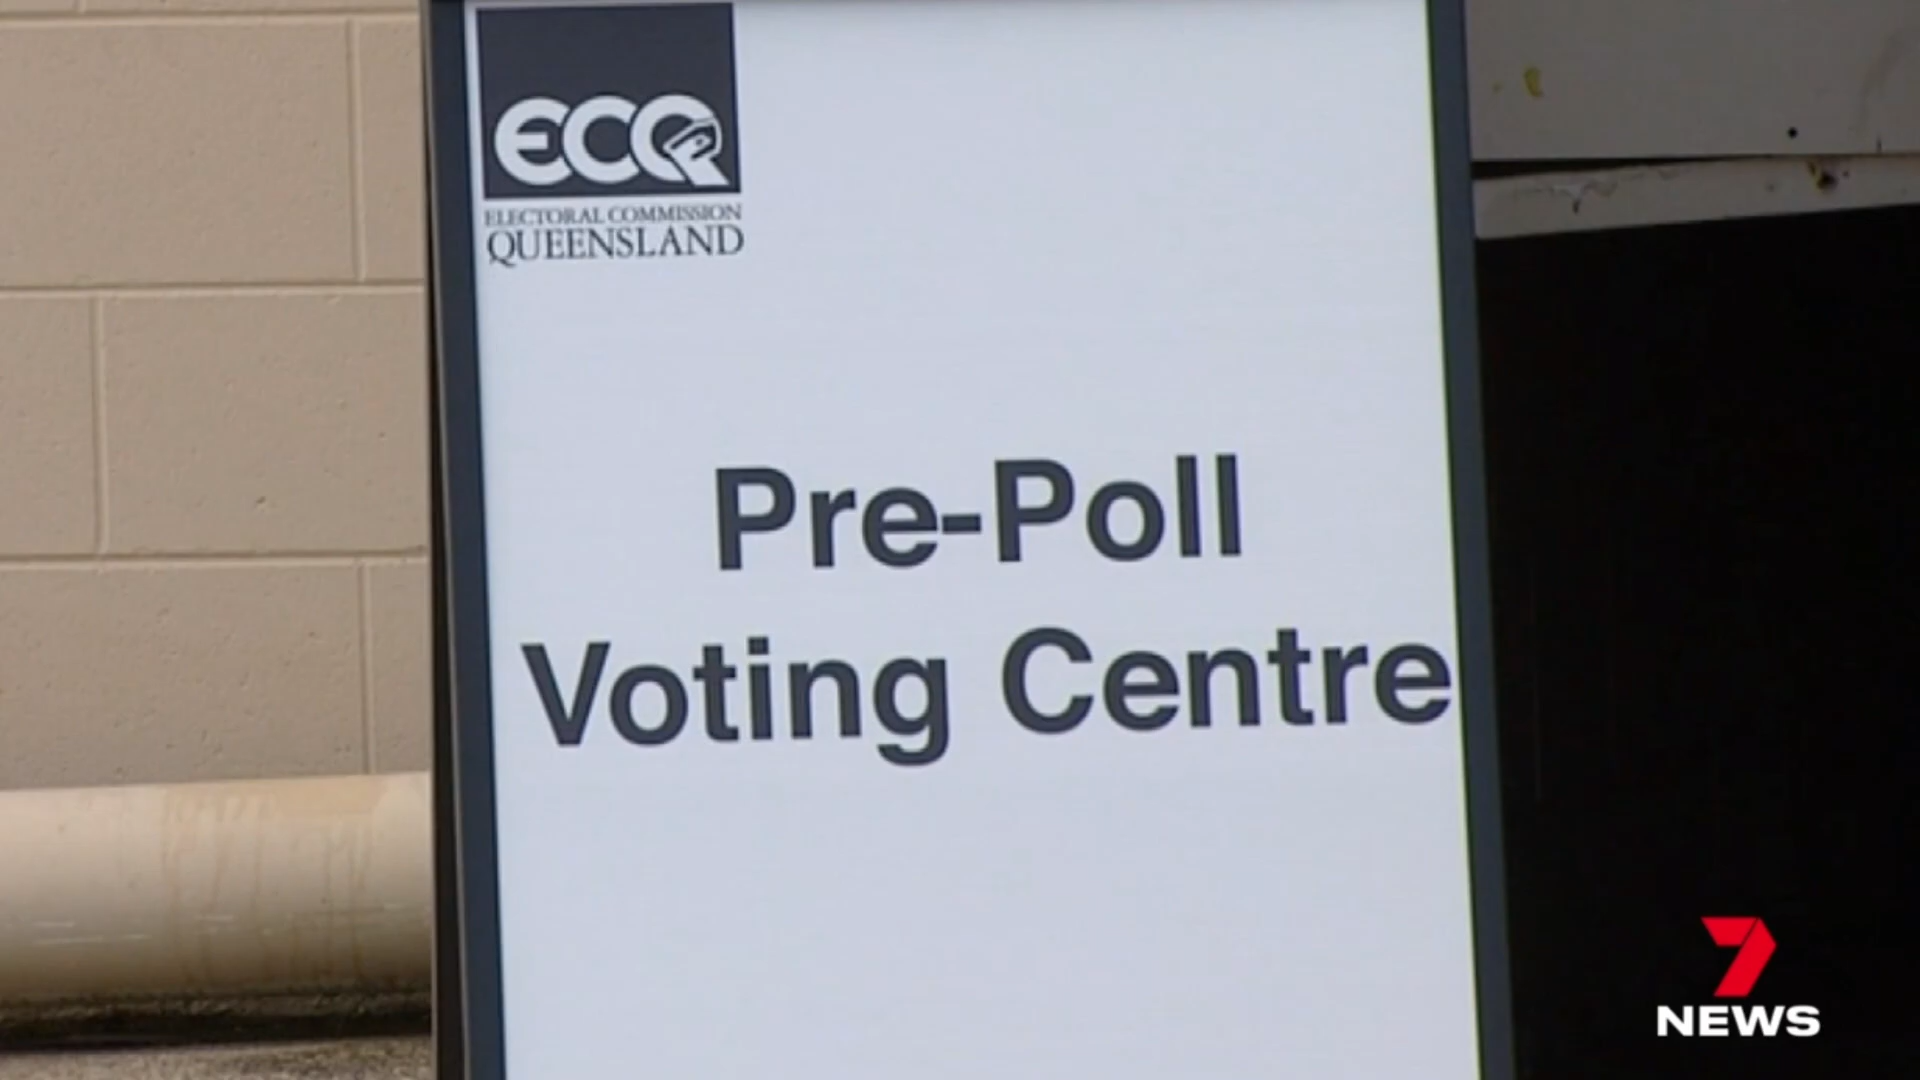 ECQ
ELECTORAL COMMISSION
QUEENSLAND
Pre-Poll
Voting Centre
7
NEWS